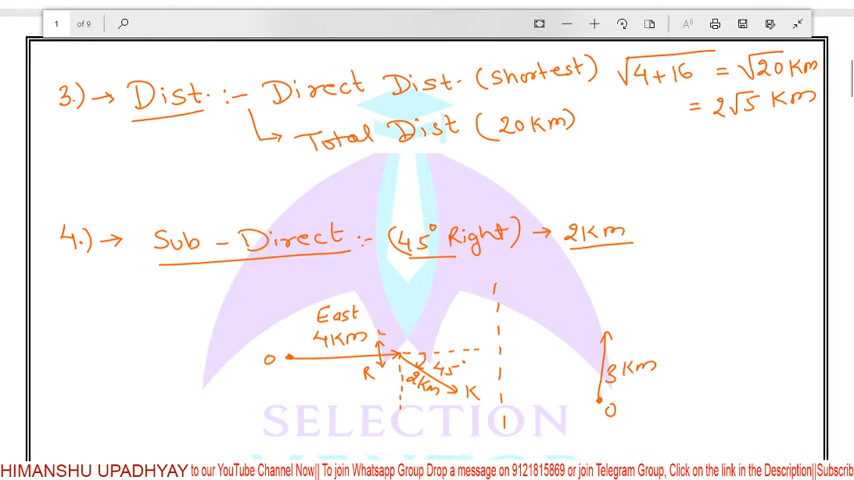 1 of 9
3.) → Dist. :- Direct Dist. (Shortest) √4+16 = √20 Km
= 2√5 Km
↳ Total Dist (20Km)
4.) → Sub - Direct :- (45° Right) → 2Km
East
4Km L
O R 45° 2Km K
3Km
O
SELECTION
MENTOR
HIMANSHU UPADHYAY to our YouTube Channel Now|| To join Whatsapp Group Drop a message on 9121815869 or join Telegram Group, Click on the link in the Description||Subscrib